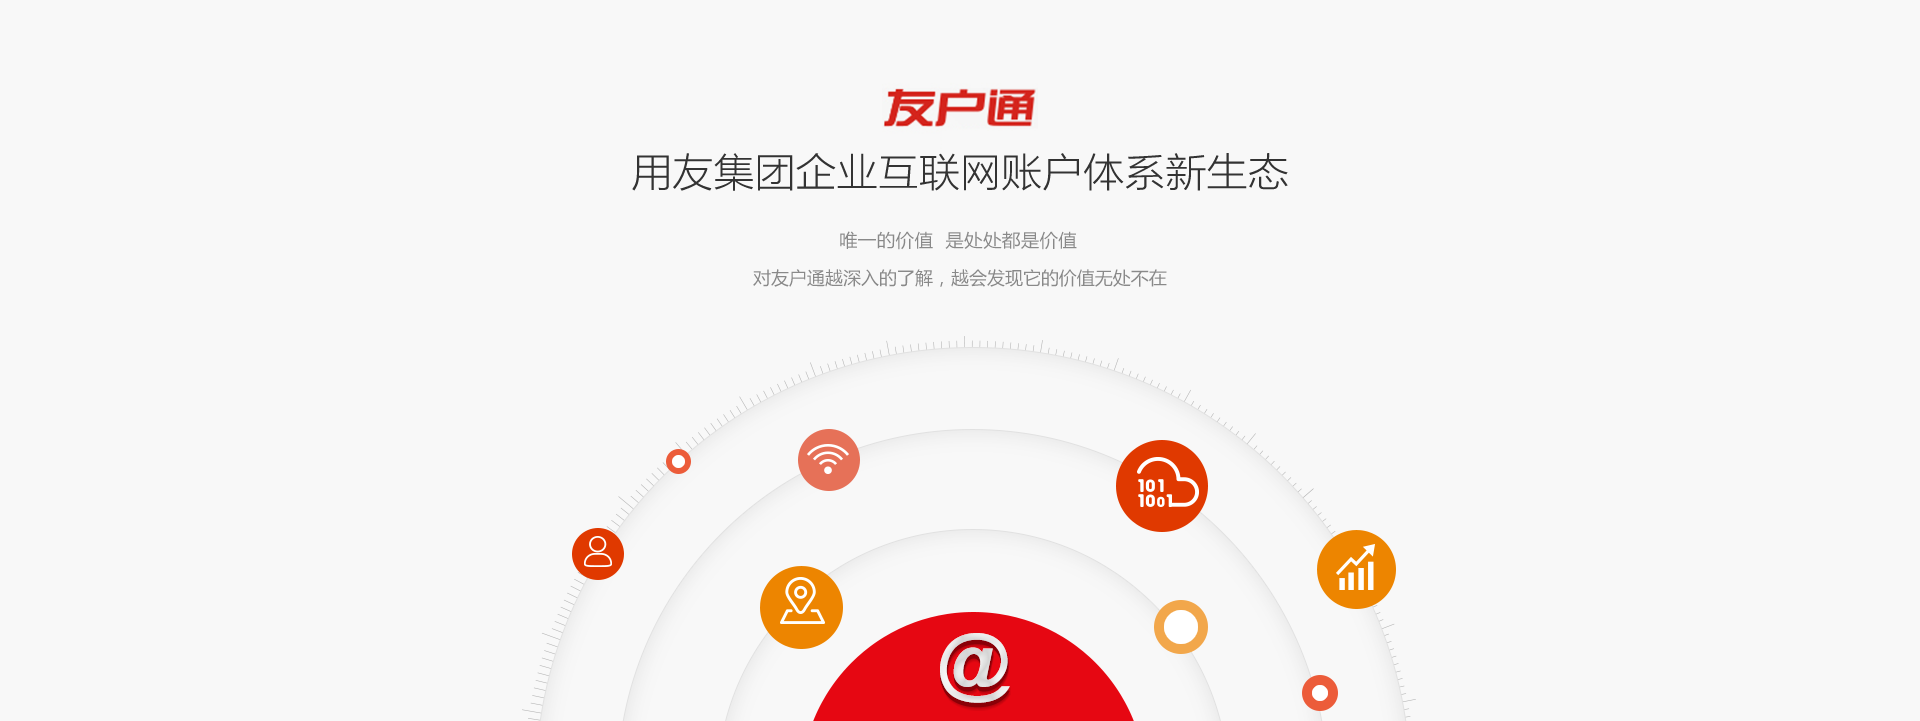 友户通
用友集团企业互联网账户体系新生态
唯一的价值 是处处都是价值
对友户通越深入的了解，越会发现它的价值无处不在
101
1001
@